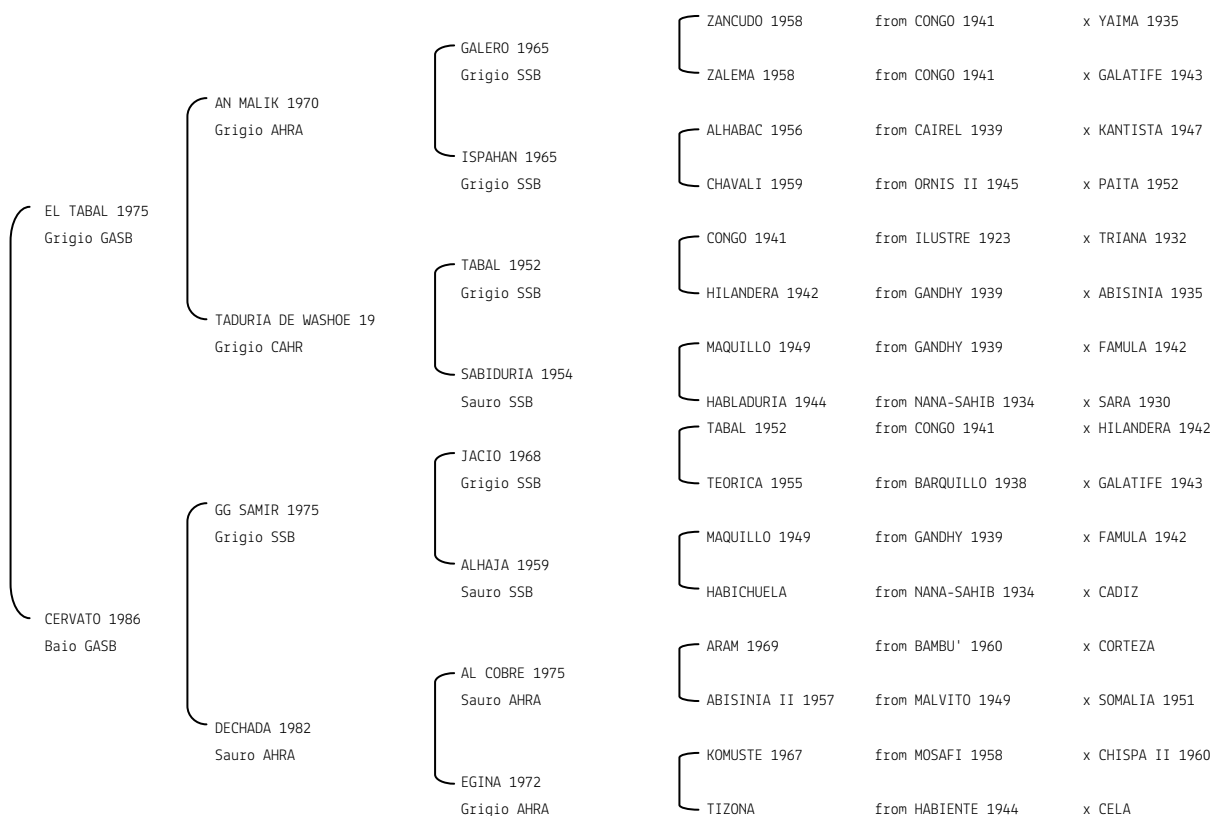 ZANCUDO 1958 from CONGO 1941 x YAIMA 1935
GALERO 1965
Grigio SSB ZALEMA 1958 from CONGO 1941 x GALATIFE 1943
AN MALIK 1970
Grigio AHRA ALHABAC 1956 from CAIREL 1939 x KANTISTA 1947
ISPAHAN 1965
Grigio SSB CHAVALI 1959 from ORNIS II 1945 x PAITA 1952
EL TABAL 1975
Grigio GASB CONGO 1941 from ILUSTRE 1923 x TRIANA 1932
TABAL 1952
Grigio SSB HILANDERA 1942 from GANDHY 1939 x ABISINIA 1935
TADURIA DE WASHOE 19
Grigio CAHR MAQUILLO 1949 from GANDHY 1939 x FAMULA 1942
SABIDURIA 1954
Sauro SSB HABLADURIA 1944 from NANA-SAHIB 1934 x SARA 1930
TABAL 1952 from CONGO 1941 x HILANDERA 1942
JACIO 1968
Grigio SSB TEORICA 1955 from BARQUILLO 1938 x GALATIFE 1943
GG SAMIR 1975
Grigio SSB MAQUILLO 1949 from GANDHY 1939 x FAMULA 1942
ALHAJA 1959
Sauro SSB HABICHUELA from NANA-SAHIB 1934 x CADIZ
CERVATO 1986
Baio GASB ARAM 1969 from BAMBU' 1960 x CORTEZA
AL COBRE 1975
Sauro AHRA ABISINIA II 1957 from MALVITO 1949 x SOMALIA 1951
DECHADA 1982
Sauro AHRA KOMUSTE 1967 from MOSAFI 1958 x CHISPA II 1960
EGINA 1972
Grigio AHRA TIZONA from HABIENTE 1944 x CELA